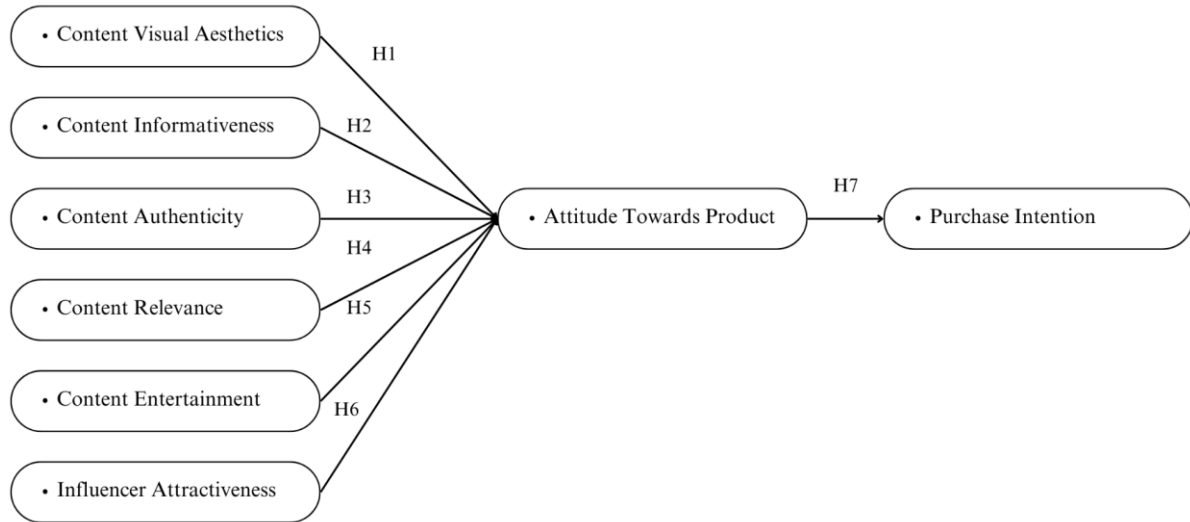 • Content Visual Aesthetics
H1
• Content Informativeness
H2
• Content Authenticity
H3
• Attitude Towards Product
H7
• Purchase Intention
H4
• Content Relevance
H5
• Content Entertainment
H6
• Influencer Attractiveness